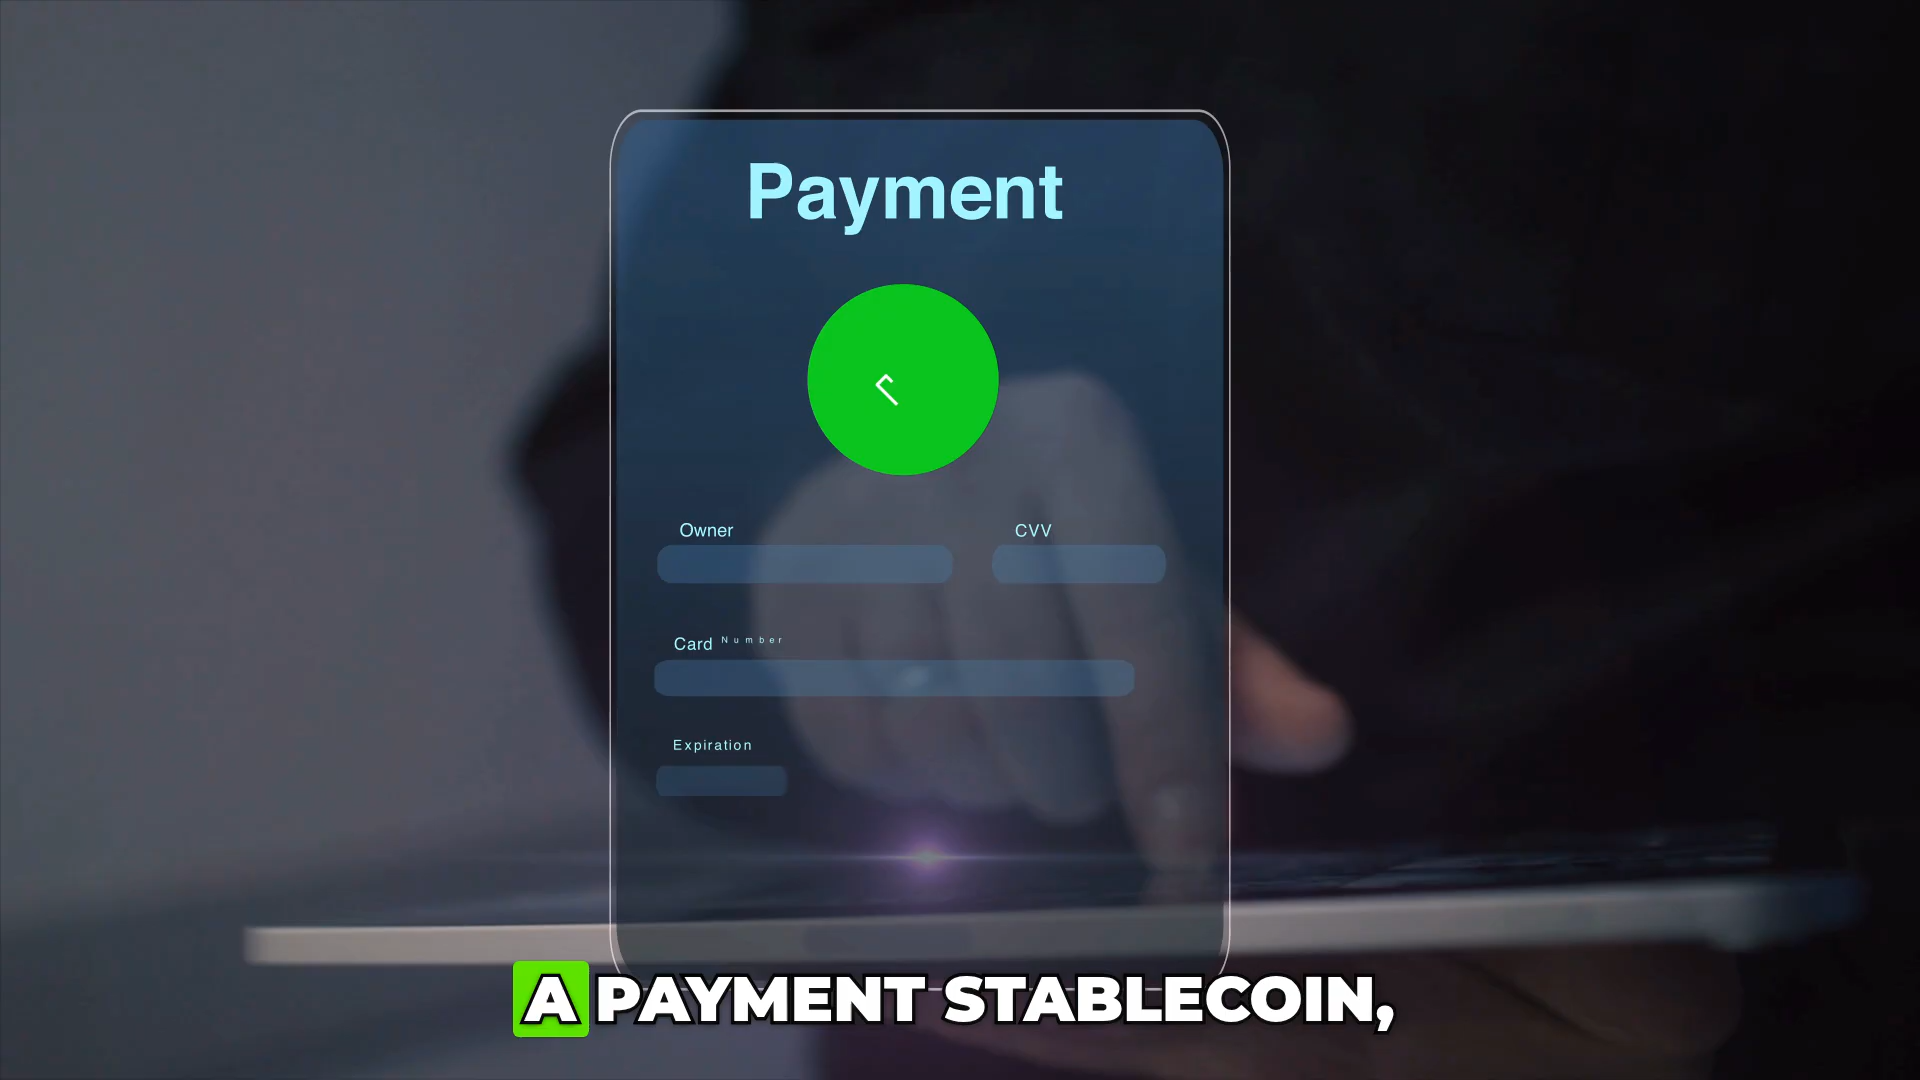 Payment
Owner
CVV
Card Number
Expiration
A PAYMENT STABLECOIN,